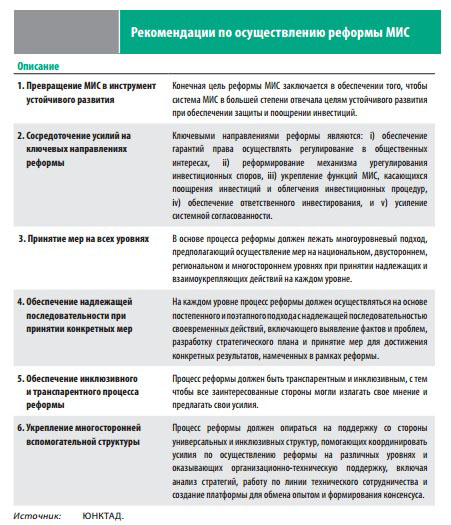 Рекомендации по осуществлению реформы МИС
Описание
1. Превращение МИС в инструмент
устойчивого развития
Конечная цель реформы МИС заключается в обеспечении того, чтобы
система МИС в большей степени отвечала целям устойчивого развития
при обеспечении защиты и поощрении инвестиций.
2. Сосредоточение усилий на
ключевых направлениях
реформы
Ключевыми направлениями реформы являются: i) обеспечение
гарантий права осуществлять регулирование в общественных
интересах, ii) реформирование механизма урегулирования
инвестиционных споров, iii) укрепление функций МИС, касающихся
поощрения инвестиций и облегчения инвестиционных процедур,
iv) обеспечение ответственного инвестирования, и v) усиление
системной согласованности.
3. Принятие мер на всех уровнях
В основе процесса реформы должен лежать многоуровневый подход,
предполагающий осуществление мер на национальном, двустороннем,
региональном и многостороннем уровнях при принятии надлежащих и
взаимоукрепляющих действий на каждом уровне.
4. Обеспечение надлежащей
последовательности при
принятии конкретных мер
На каждом уровне процесс реформы должен осуществляться на основе
постепенного и поэтапного подхода с надлежащей последовательностью
своевременных действий, включающего выявление фактов и проблем,
разработку стратегического плана и принятие мер для достижения
конкретных результатов, намеченных в рамках реформы.
5. Обеспечение инклюзивного
и транспарентного процесса
реформы
Процесс реформы должен быть транспарентным и инклюзивным, с тем
чтобы все заинтересованные стороны могли излагать свое мнение и
предлагать свои усилия.
6. Укрепление многосторонней
вспомогательной структуры
Процесс реформы должен опираться на поддержку со стороны
универсальных и инклюзивных структур, помогающих координировать
усилия по осуществлению реформы на различных уровнях и
оказывающих организационно-техническую поддержку, включая
анализ стратегий, работу по линии технического сотрудничества и
создание платформы для обмена опытом и формирования консенсуса.
Источник: ЮНКТАД.